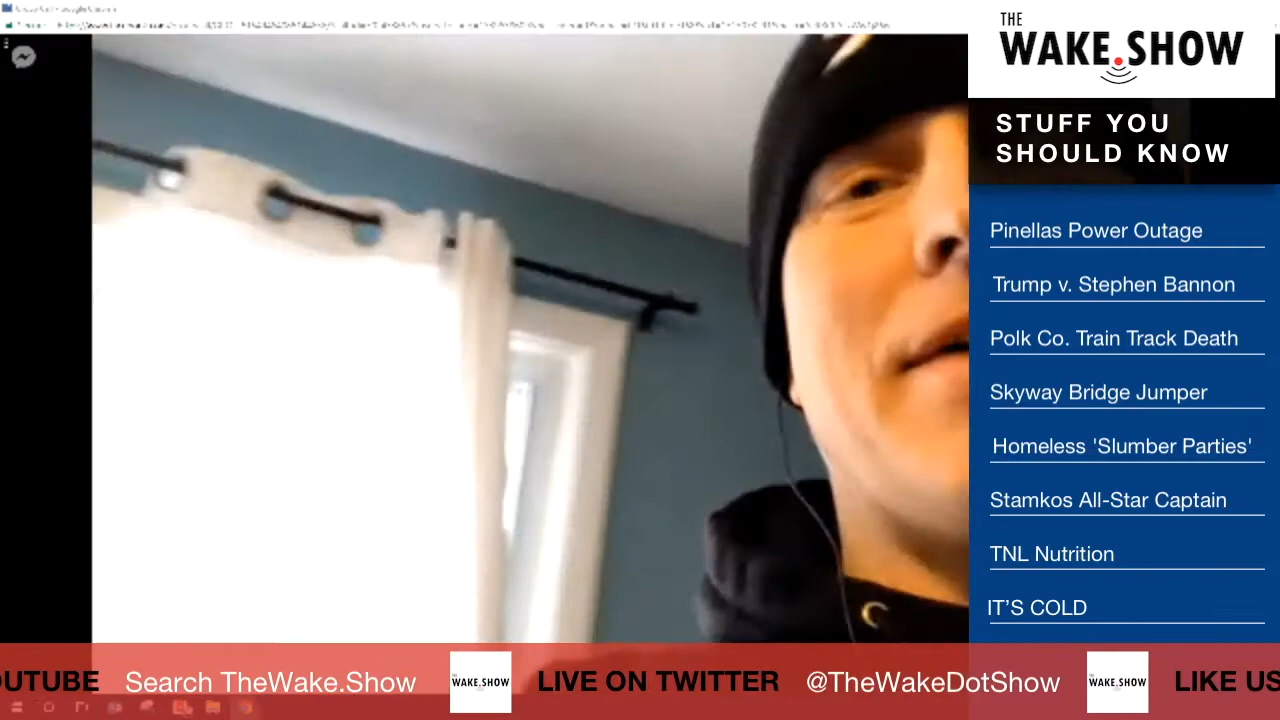 THE
WAKE.SHOW
STUFF YOU
SHOULD KNOW
Pinellas Power Outage
Trump v. Stephen Bannon
Polk Co. Train Track Death
Skyway Bridge Jumper
Homeless 'Slumber Parties'
Stamkos All-Star Captain
TNL Nutrition
IT'S COLD
OUTUBE Search TheWake.Show WAKE.SHOW LIVE ON TWITTER @TheWakeDotShow WAKE.SHOW LIKE US